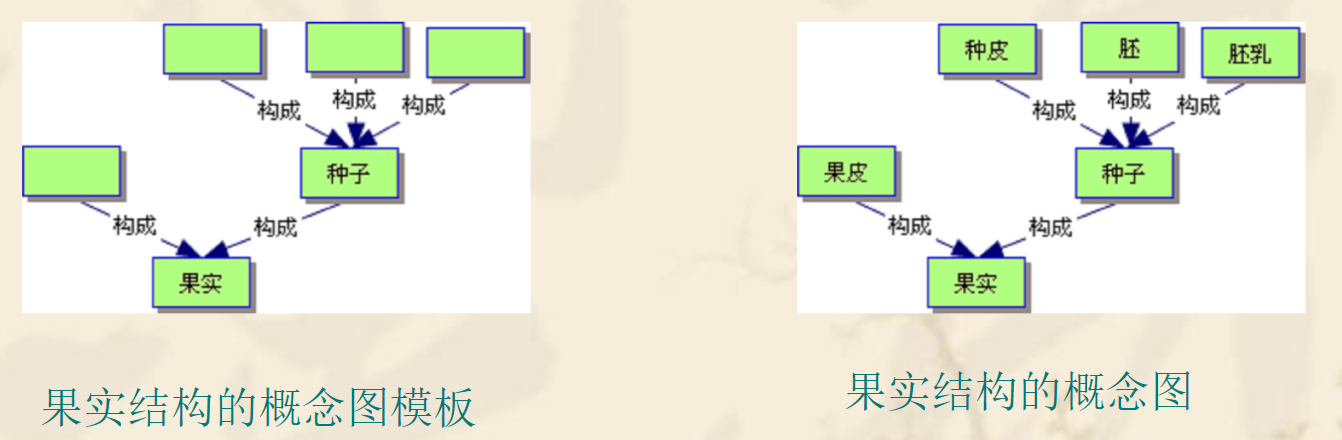 构成
构成
构成
种子
构成
构成
果实
果实结构的概念图模板
种皮
胚
胚乳
构成
构成
构成
果皮
种子
构成
构成
果实
果实结构的概念图